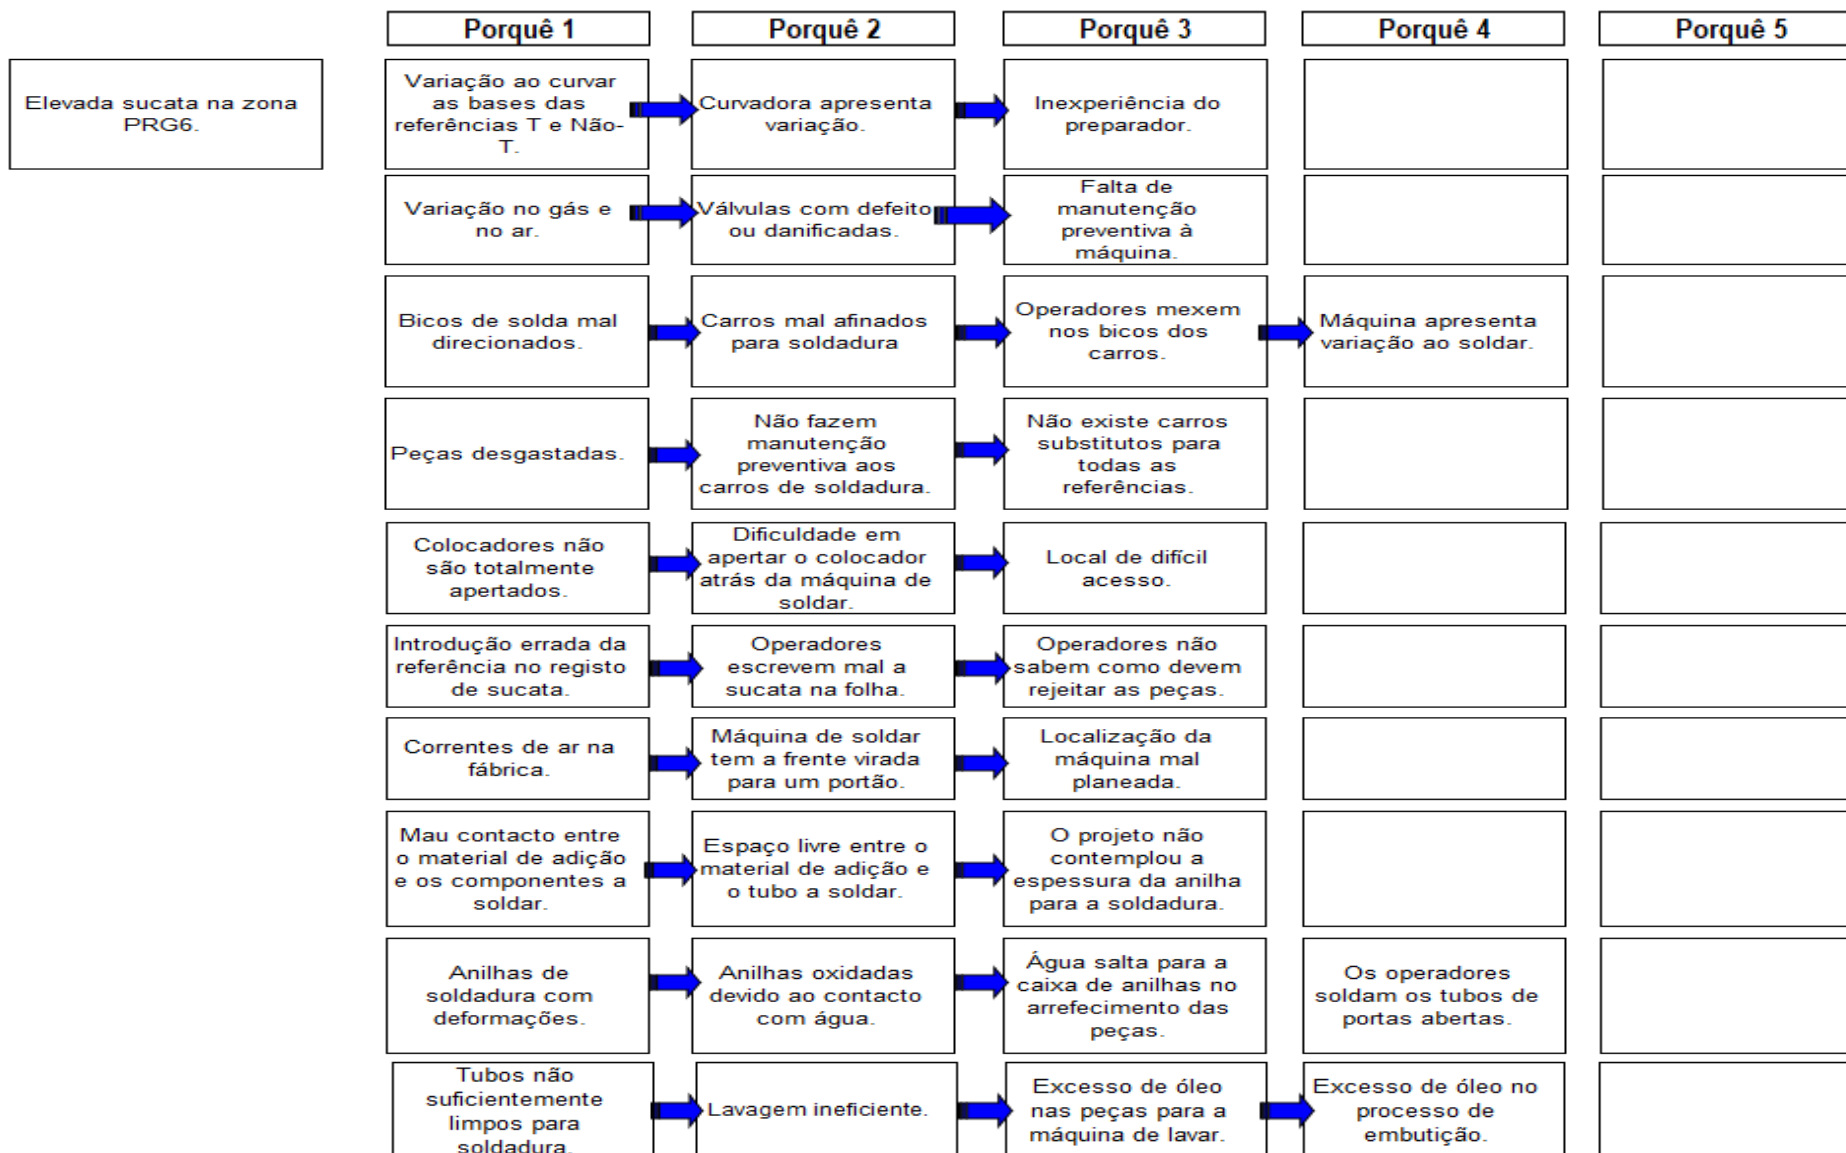 Porquê 1
Porquê 2
Porquê 3
Porquê 4
Porquê 5
Elevada sucata na zona
PRG6.
Variação ao curvar
as bases das
referências T e Não-
T.
Curvadora apresenta
variação.
Inexperiência do
preparador.
Variação no gás e
no ar.
Válvulas com defeito
ou danificadas.
Falta de
manutenção
preventiva à
máquina.
Bicos de solda mal
direcionados.
Carros mal afinados
para soldadura
Operadores mexem
nos bicos dos
carros.
Máquina apresenta
variação ao soldar.
Peças desgastadas.
Não fazem
manutenção
preventiva aos
carros de soldadura.
Não existe carros
substitutos para
todas as
referências.
Colocadores não
são totalmente
apertados.
Dificuldade em
apertar o colocador
atrás da máquina de
soldar.
Local de difícil
acesso.
Introdução errada da
referência no registo
de sucata.
Operadores
escrevem mal a
sucata na folha.
Operadores não
sabem como devem
rejeitar as peças.
Correntes de ar na
fábrica.
Máquina de soldar
tem a frente virada
para um portão.
Localização da
máquina mal
planeada.
Mau contacto entre
o material de adição
e os componentes a
soldar.
Espaço livre entre o
material de adição e
o tubo a soldar.
O projeto não
contemplou a
espessura da anilha
para a soldadura.
Anilhas de
soldadura com
deformações.
Anilhas oxidadas
devido ao contacto
com água.
Água salta para a
caixa de anilhas no
arrefecimento das
peças.
Os operadores
soldam os tubos de
portas abertas.
Tubos não
suficientemente
limpos para
soldadura.
Lavagem ineficiente.
Excesso de óleo
nas peças para a
máquina de lavar.
Excesso de óleo no
processo de
embutição.